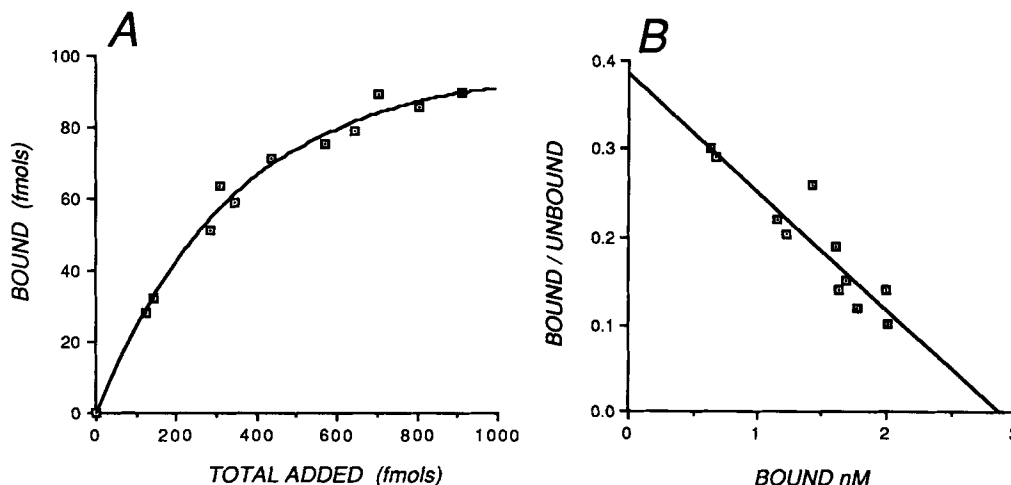 A
BOUND (fmols)
100
80
60
40
20
0
0 200 400 600 800 1000
TOTAL ADDED (fmols)
B
BOUND / UNBOUND
0.4
0.3
0.2
0.1
0.0
0 1 2 3
BOUND nM